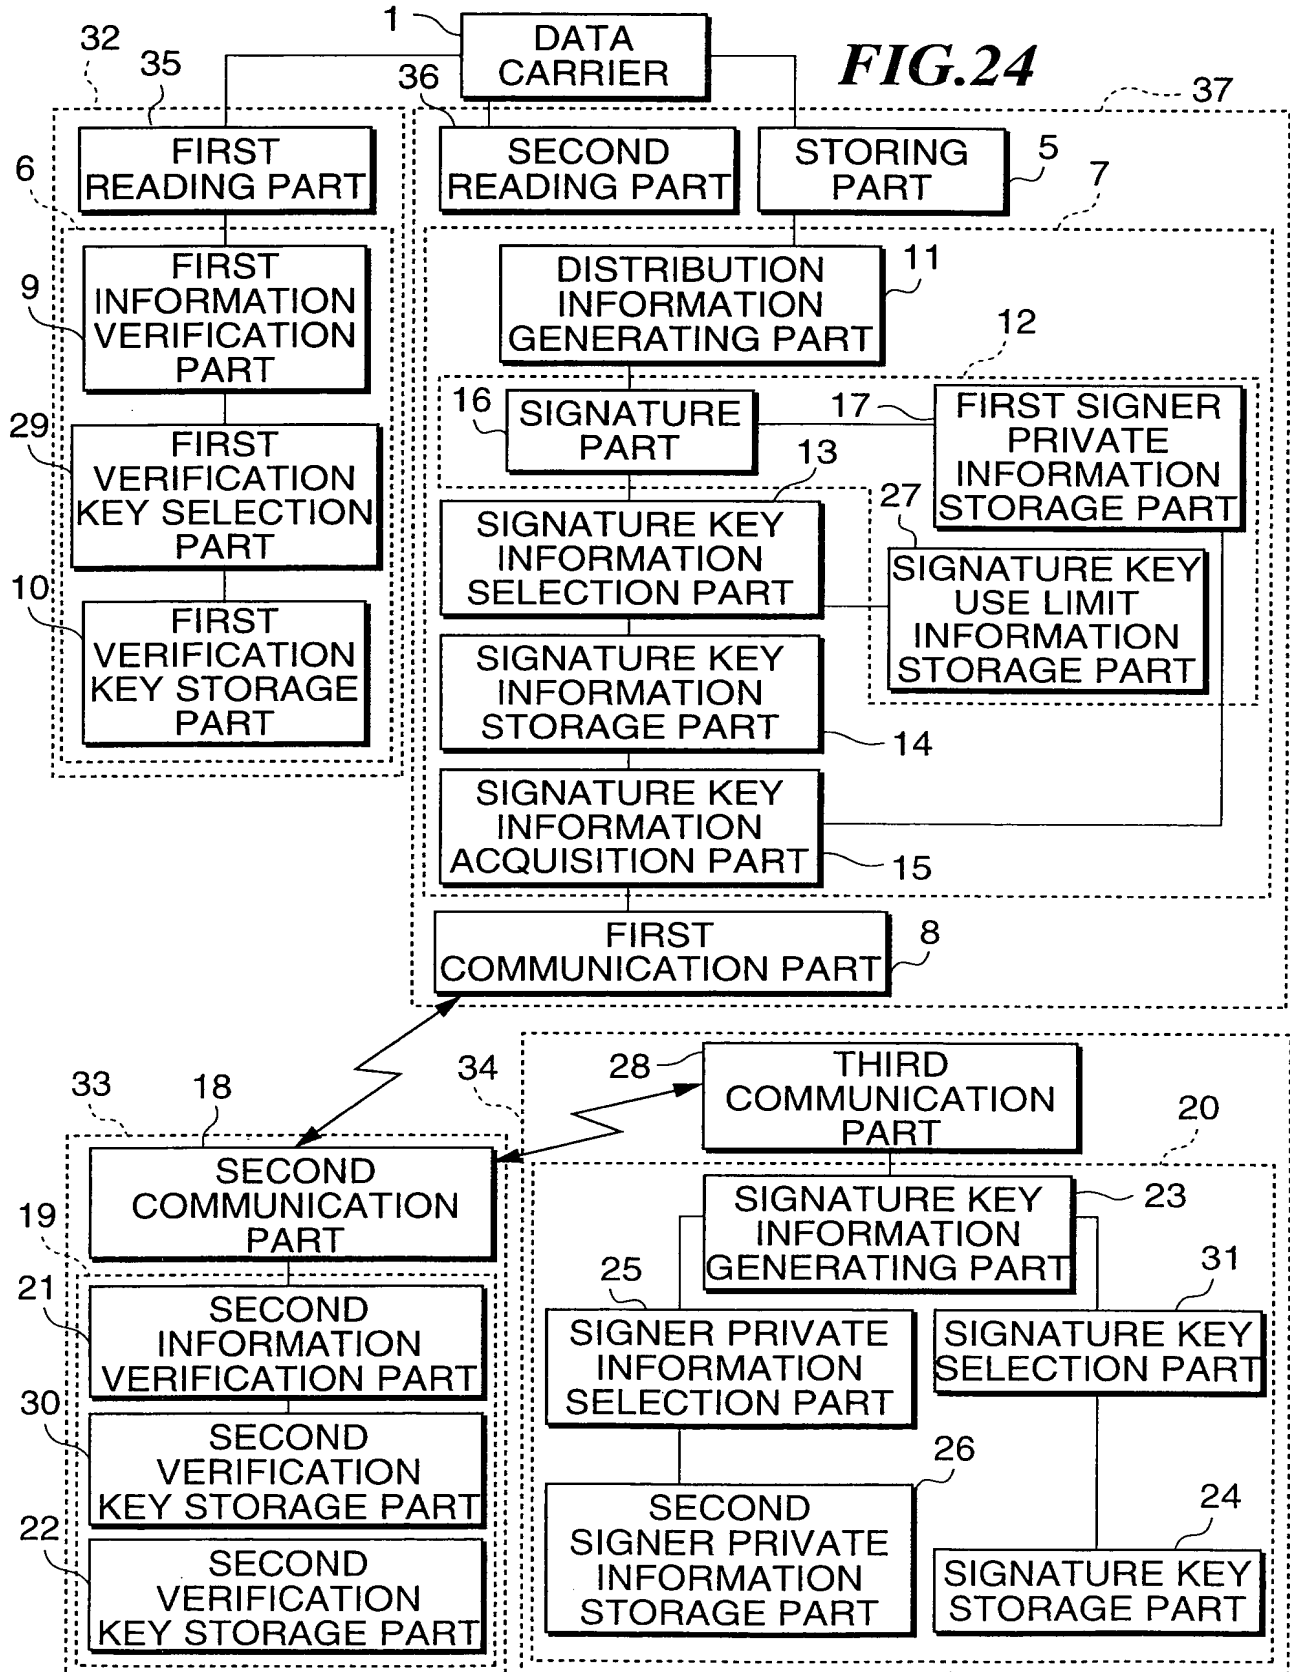 FIG.24
1
DATA
CARRIER
32
35
36
37
FIRST
READING PART
SECOND
READING PART
STORING
PART
5
7
6
9
FIRST
INFORMATION
VERIFICATION
PART
29
FIRST
VERIFICATION
KEY SELECTION
PART
10
FIRST
VERIFICATION
KEY STORAGE
PART
DISTRIBUTION
INFORMATION
GENERATING PART
11
12
16
SIGNATURE
PART
17
FIRST SIGNER
PRIVATE
INFORMATION
STORAGE PART
13
SIGNATURE KEY
INFORMATION
SELECTION PART
27
SIGNATURE KEY
USE LIMIT
INFORMATION
STORAGE PART
SIGNATURE KEY
INFORMATION
STORAGE PART
14
SIGNATURE KEY
INFORMATION
ACQUISITION PART
15
FIRST
COMMUNICATION PART
8
33
18
SECOND
COMMUNICATION
PART
19
21
SECOND
INFORMATION
VERIFICATION PART
30
SECOND
VERIFICATION
KEY STORAGE PART
22
SECOND
VERIFICATION
KEY STORAGE PART
34
28
THIRD
COMMUNICATION
PART
20
SIGNATURE KEY
INFORMATION
GENERATING PART
23
25
SIGNER PRIVATE
INFORMATION
SELECTION PART
31
SIGNATURE KEY
SELECTION PART
26
SECOND
SIGNER PRIVATE
INFORMATION
STORAGE PART
24
SIGNATURE KEY
STORAGE PART